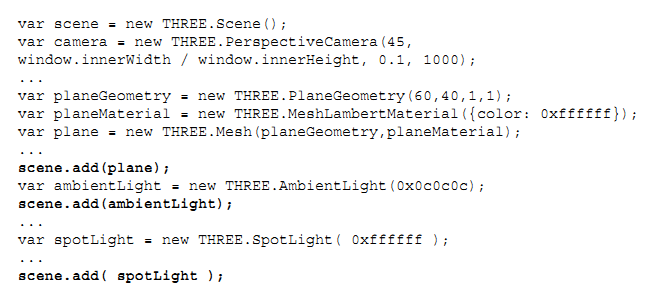 var scene = new THREE.Scene();
var camera = new THREE.PerspectiveCamera(45,
window.innerWidth / window.innerHeight, 0.1, 1000);
...
var planeGeometry = new THREE.PlaneGeometry(60,40,1,1);
var planeMaterial = new THREE.MeshLambertMaterial({color: 0xffffff});
var plane = new THREE.Mesh(planeGeometry,planeMaterial);
...
scene.add(plane);
var ambientLight = new THREE.AmbientLight(0x0c0c0c);
scene.add(ambientLight);
...
var spotLight = new THREE.SpotLight( 0xffffff );
...
scene.add( spotLight );